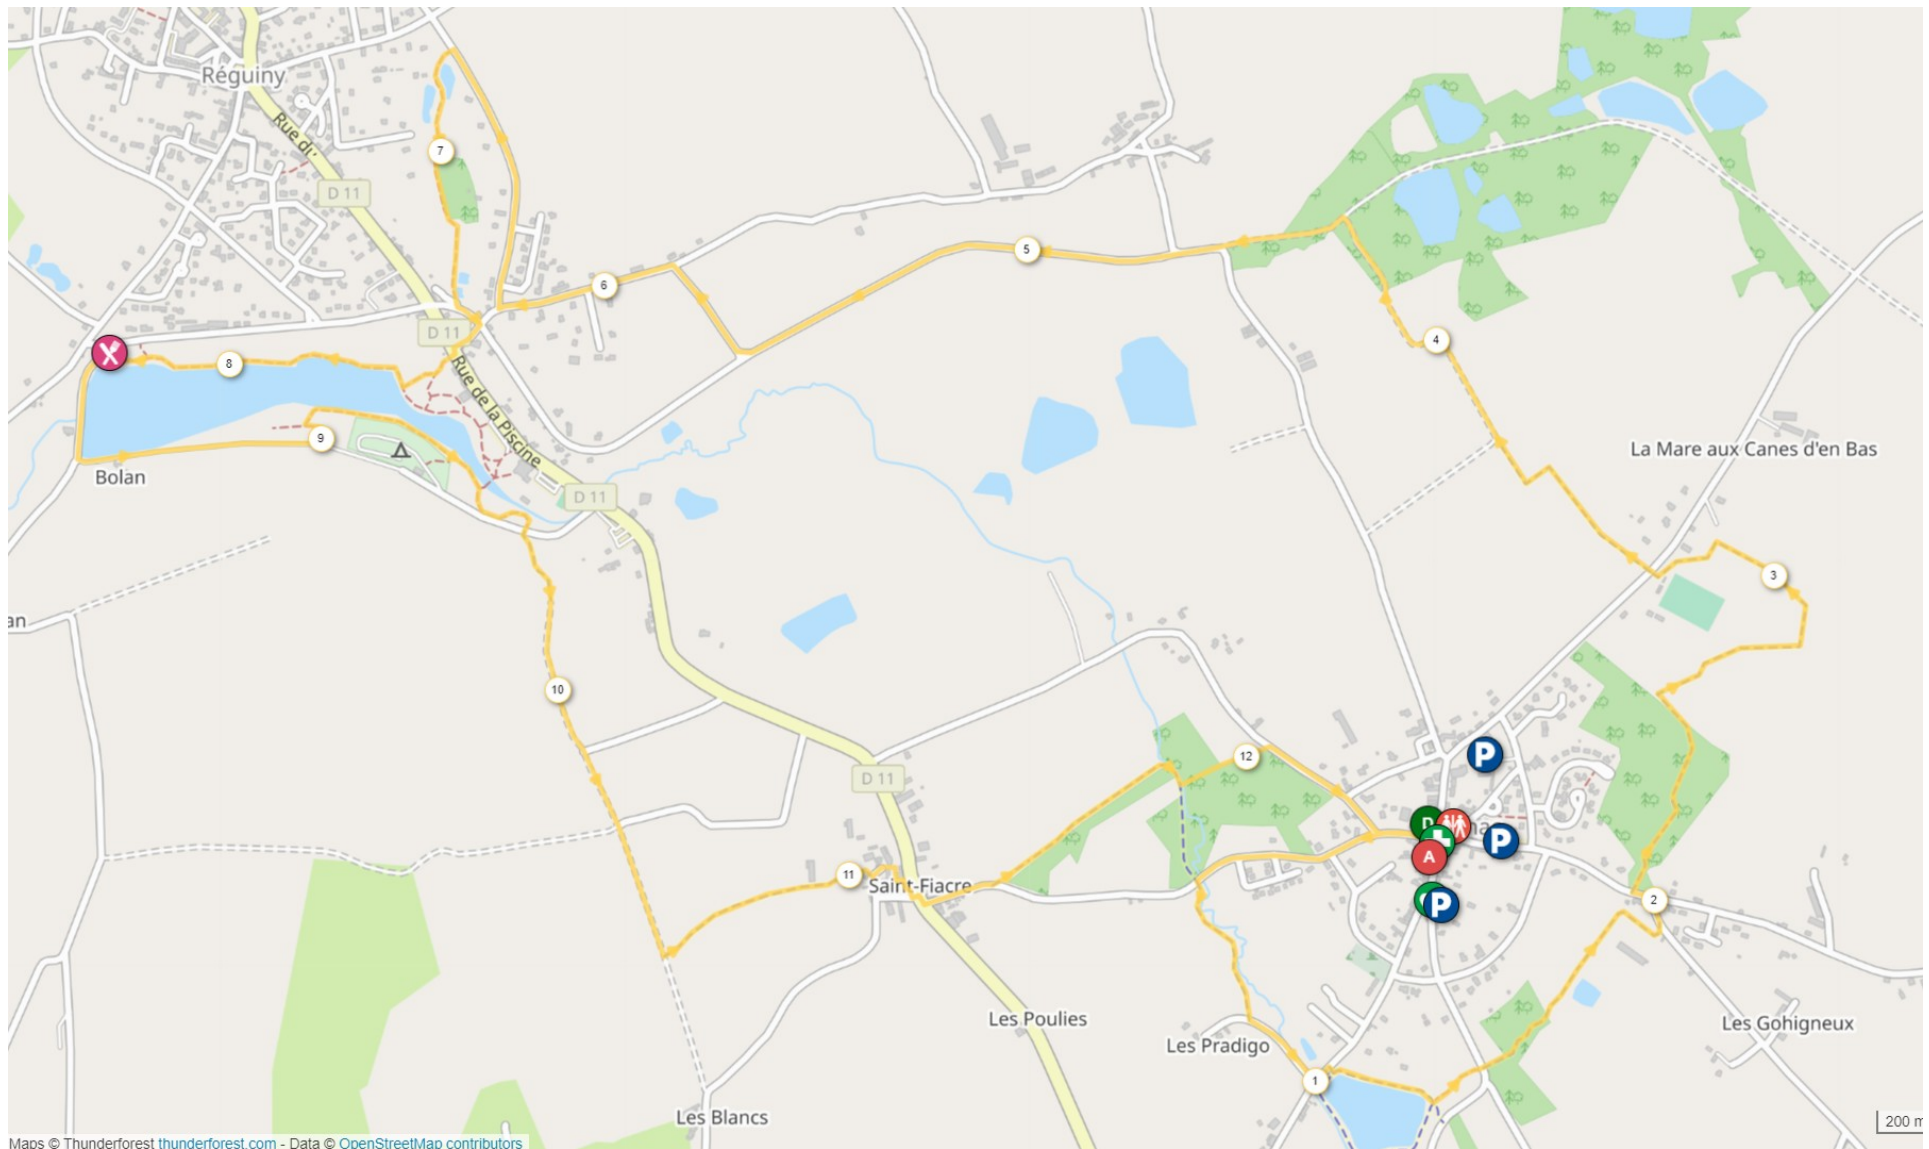 Réguiny
Rue du
7
D 11
5
6
D 11
4
8
Rue de la Piscine
9
La Mare aux Canes d'en Bas
Bolan
D 11
3
an
10
12
P
D 11
D
P
A
11
Saint-Fiacre
P
2
Les Poulies
Les Gohigneux
Les Pradigo
1
Les Blancs
200 m
Maps © Thunderforest thunderforest.com - Data © OpenStreetMap contributors